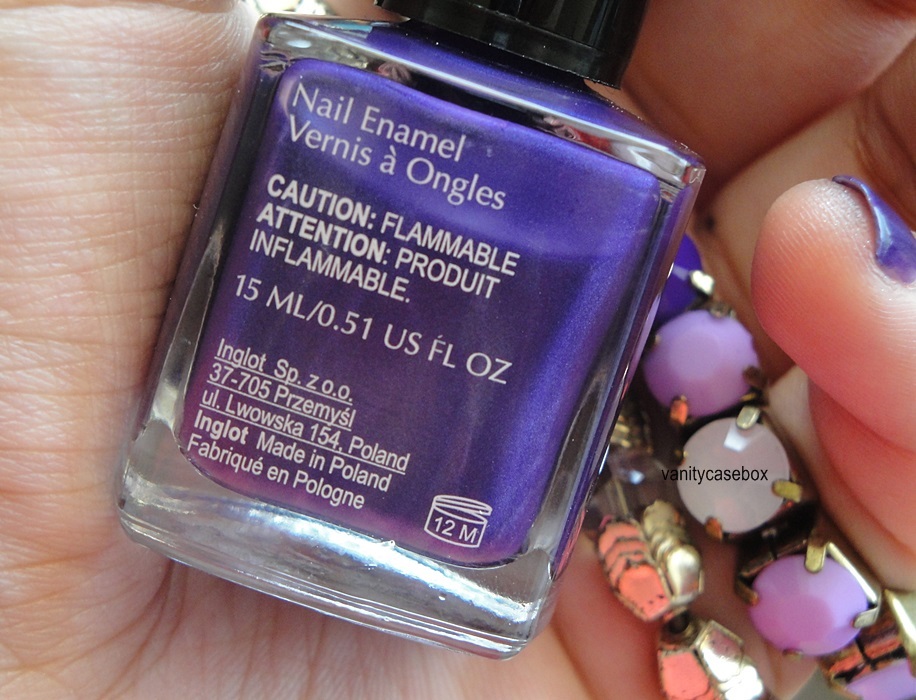 Nail Enamel
Vernis à Ongles
CAUTION: FLAMMABLE
ATTENTION: PRODUIT
INFLAMMABLE.
15 ML/0.51 US FL OZ
Inglot Sp. z o.o.
37-705 Przemyśl
ul. Lwowska 154, Poland
Inglot Made in Poland
Fabriqué en Pologne
12 M
vanitycasebox